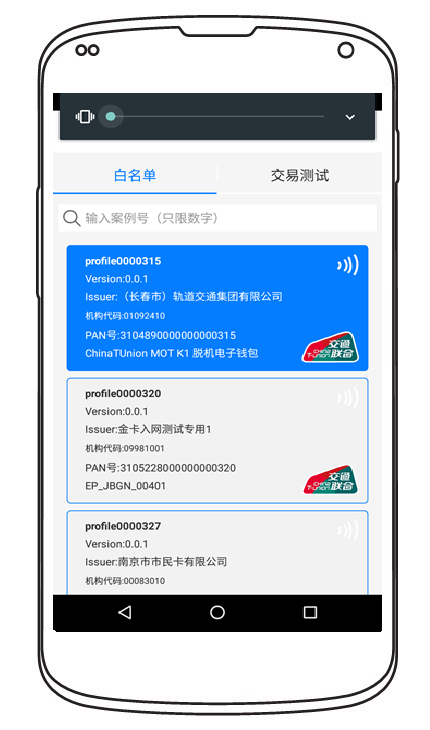 白名单
交易测试
输入案例号（只限数字）
profile0000315
Version:0.0.1
Issuer:（长春市）轨道交通集团有限公司
机构代码:01092410
PAN号:3104890000000000315
ChinaTUnion MOT K1 脱机电子钱包
交通
CHINA
T-UNION 联合
profile0000320
Version:0.0.1
Issuer:金卡入网测试专用1
机构代码:09981001
PAN号:3105228000000000320
EP_JBGN_00401
交通
CHINA
T-UNION 联合
profile0000327
Version:0.0.1
Issuer:南京市市民卡有限公司
机构代码:00083010